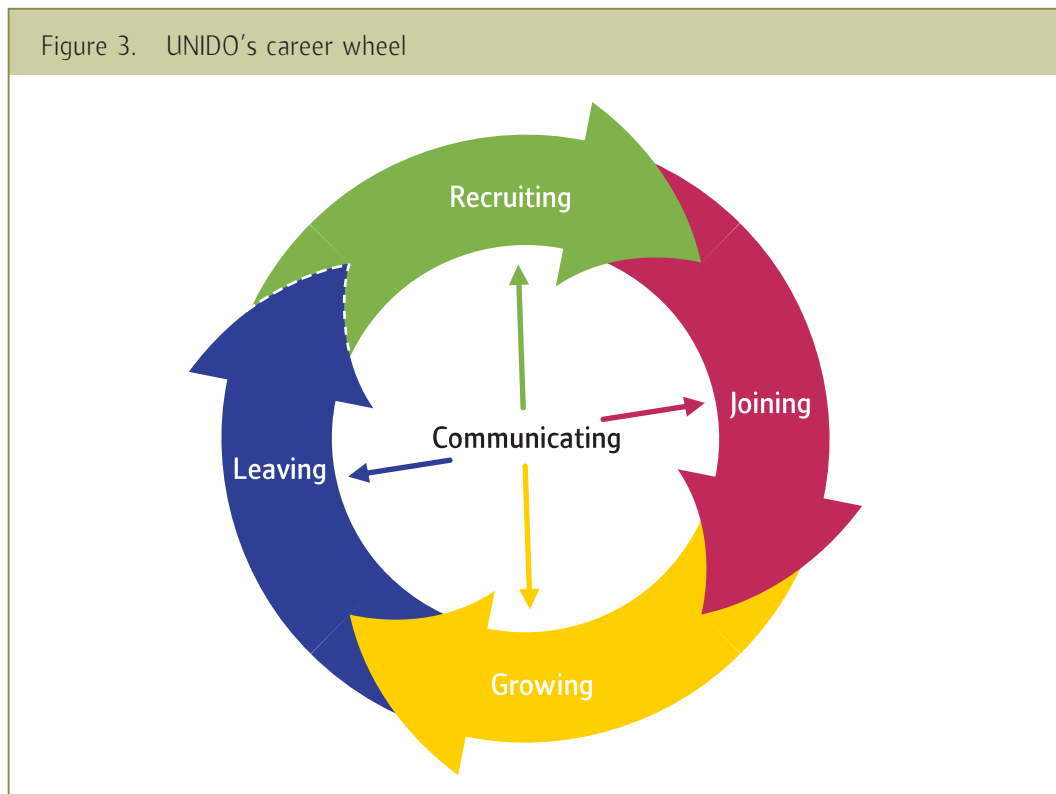 Figure 3. UNIDO's career wheel
Recruiting
Joining
Communicating
Leaving
Growing